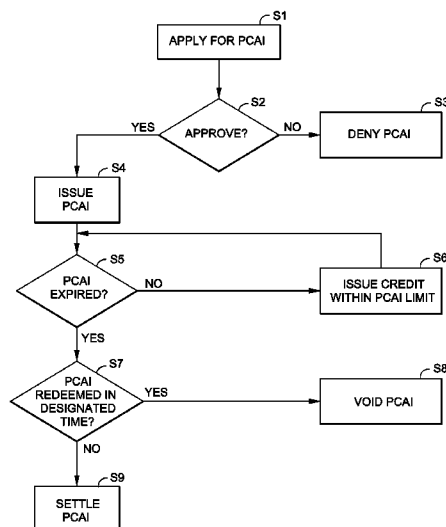 S1
APPLY FOR PCAI
S2
APPROVE?
YES
NO
S3
DENY PCAI
S4
ISSUE
PCAI
S5
PCAI
EXPIRED?
NO
YES
S6
ISSUE CREDIT
WITHIN PCAI LIMIT
S7
PCAI
REDEEMED IN
DESIGNATED
TIME?
YES
NO
S8
VOID PCAI
S9
SETTLE
PCAI